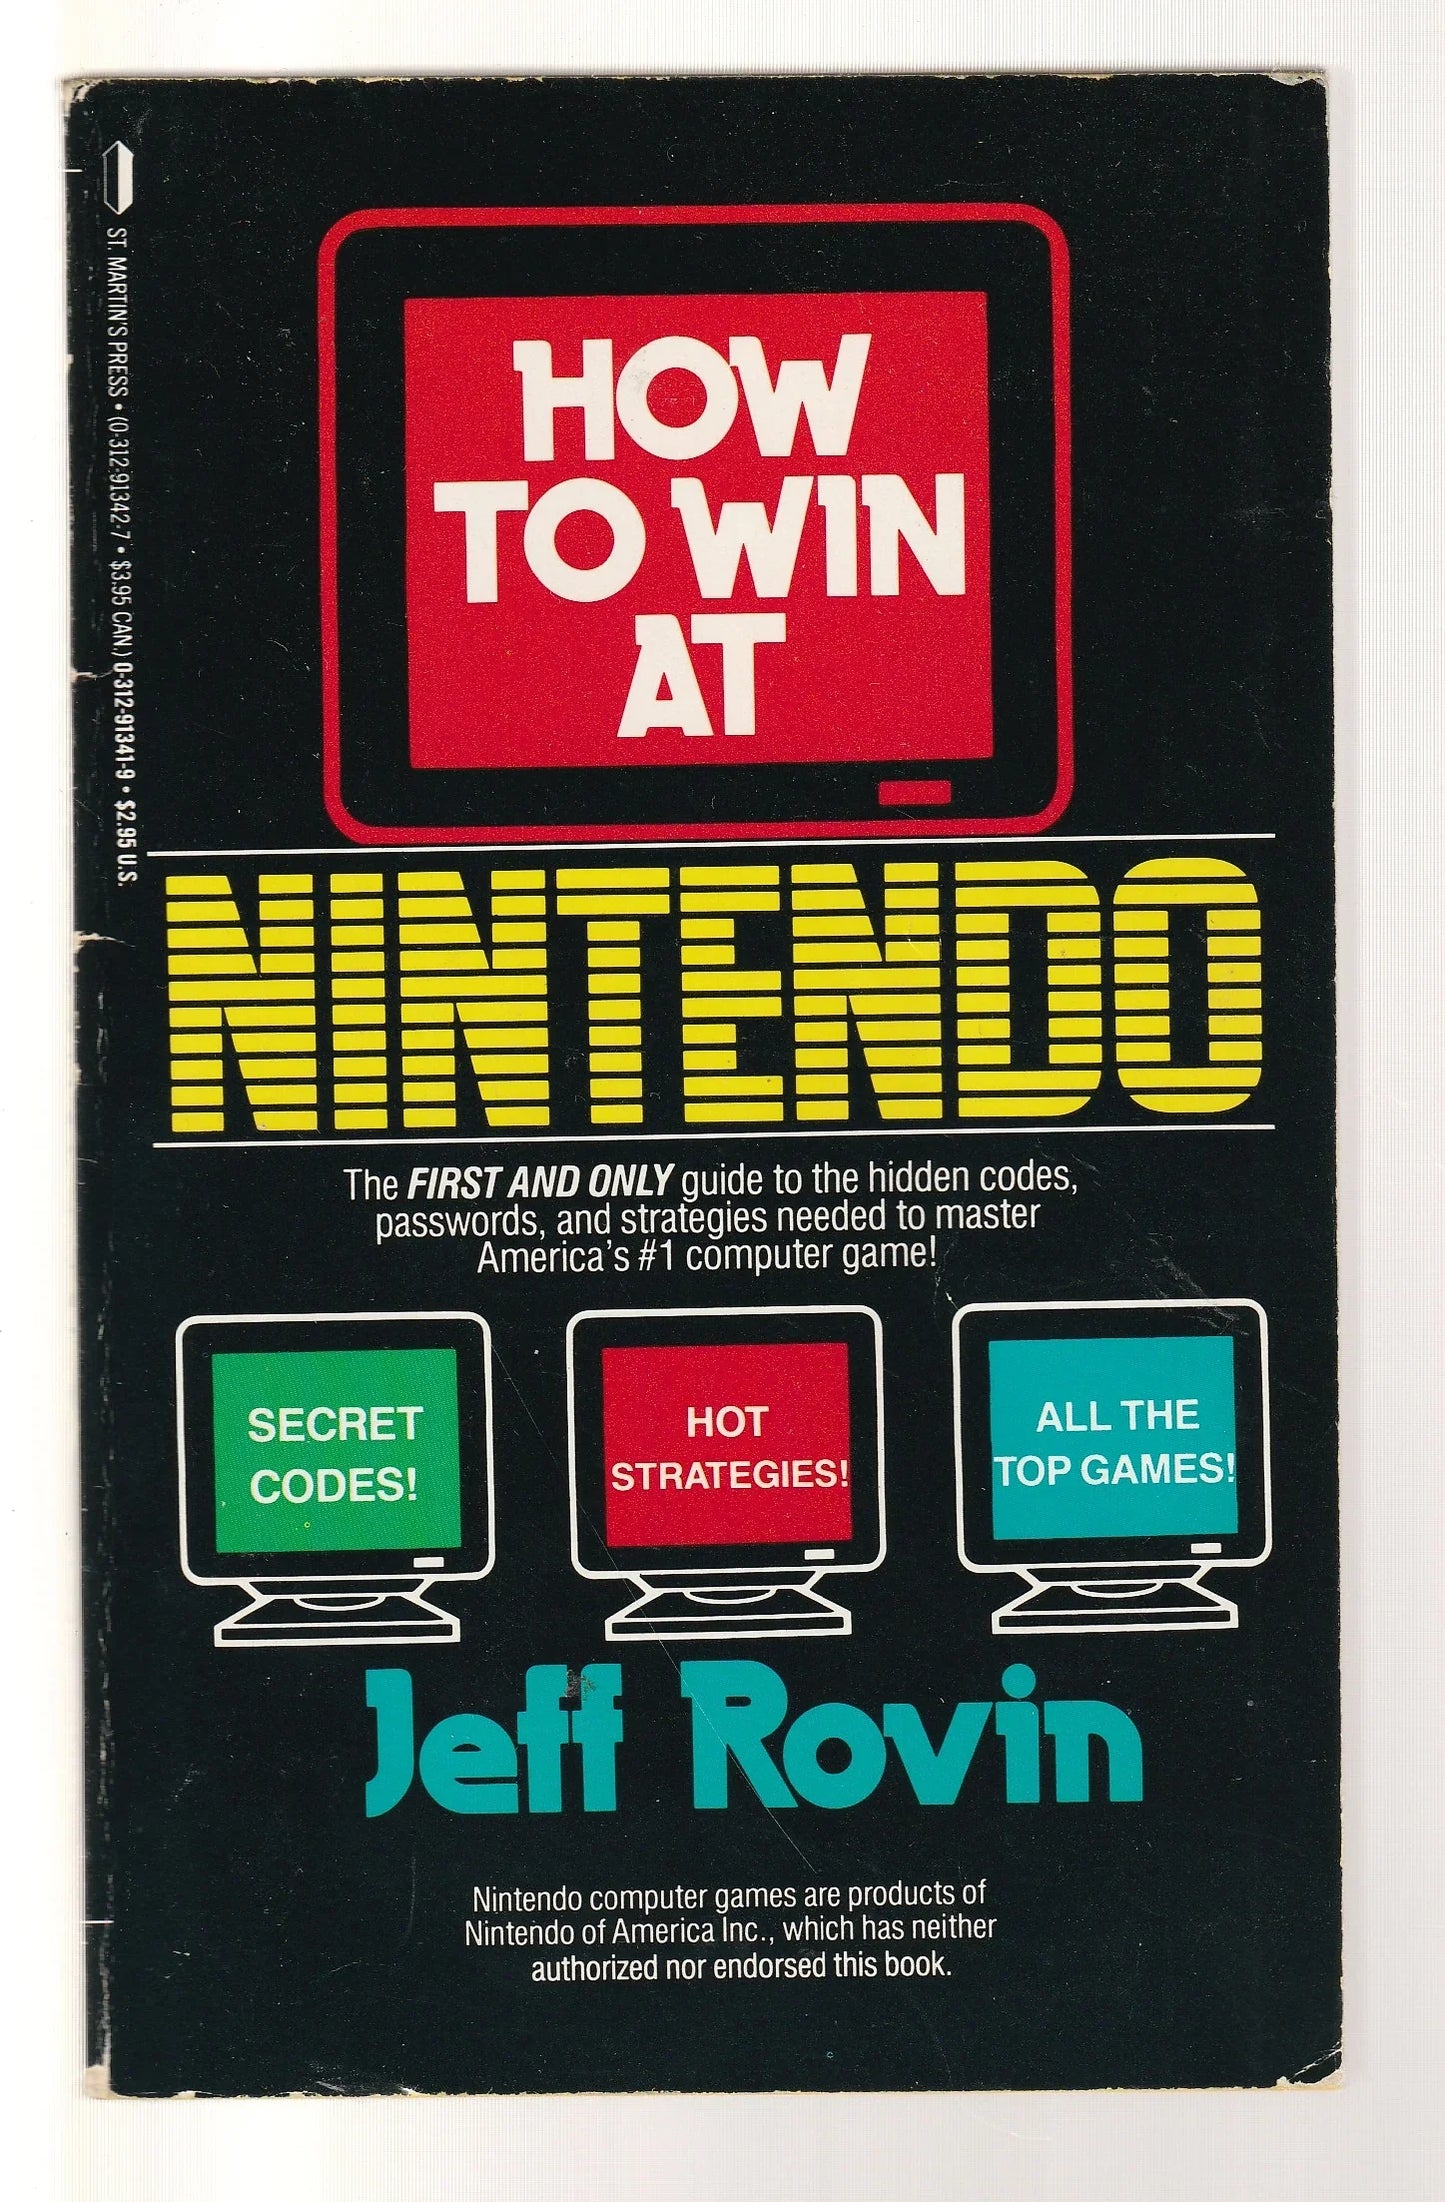 ST. MARTIN'S PRESS • (0-312-91342-7 • $3.95 CAN.) 0-312-91341-9 • $2.95 U.S.
HOW
TO WIN
AT
NINTENDO
The FIRST AND ONLY guide to the hidden codes,
passwords, and strategies needed to master
America's #1 computer game!
SECRET
CODES!
HOT
STRATEGIES!
ALL THE
TOP GAMES!
Jeff Rovin
Nintendo computer games are products of
Nintendo of America Inc., which has neither
authorized nor endorsed this book.